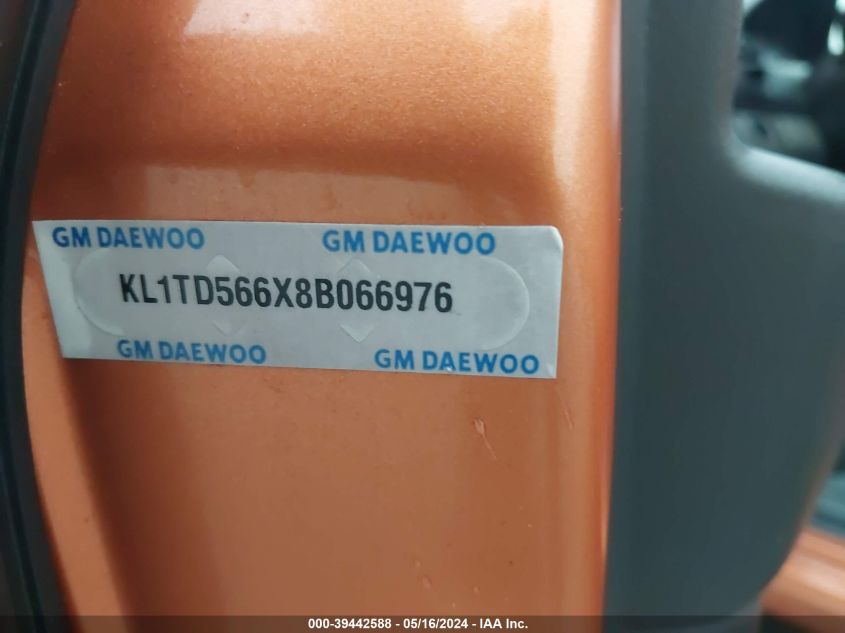 GM DAEWOO GM DAEWOO
KL1TD566X8B066976
GM DAEWOO GM DAEWOO
000-39442588 - 05/16/2024 - IAA Inc.